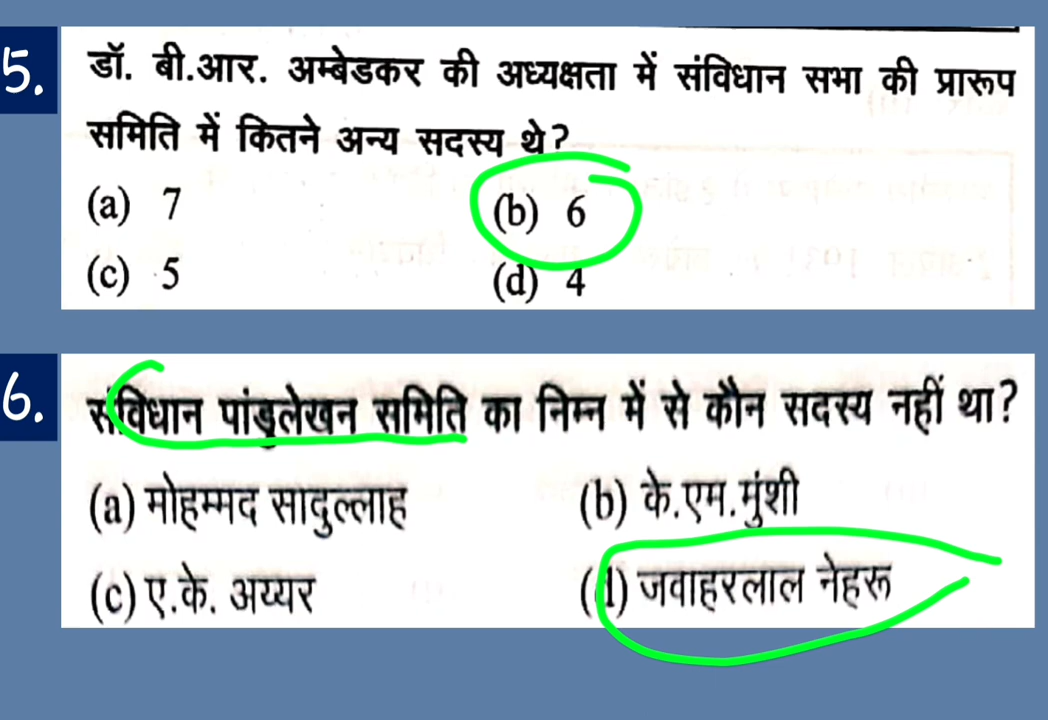 5.
डॉ. बी.आर. अम्बेडकर की अध्यक्षता में संविधान सभा की प्रारूप
समिति में कितने अन्य सदस्य थे?
(a) 7 (b) 6
(c) 5 (d) 4
6.
संविधान पांडुलेखन समिति का निम्न में से कौन सदस्य नहीं था?
(a) मोहम्मद सादुल्लाह (b) के.एम.मुंशी
(c) ए.के. अय्यर (d) जवाहरलाल नेहरू